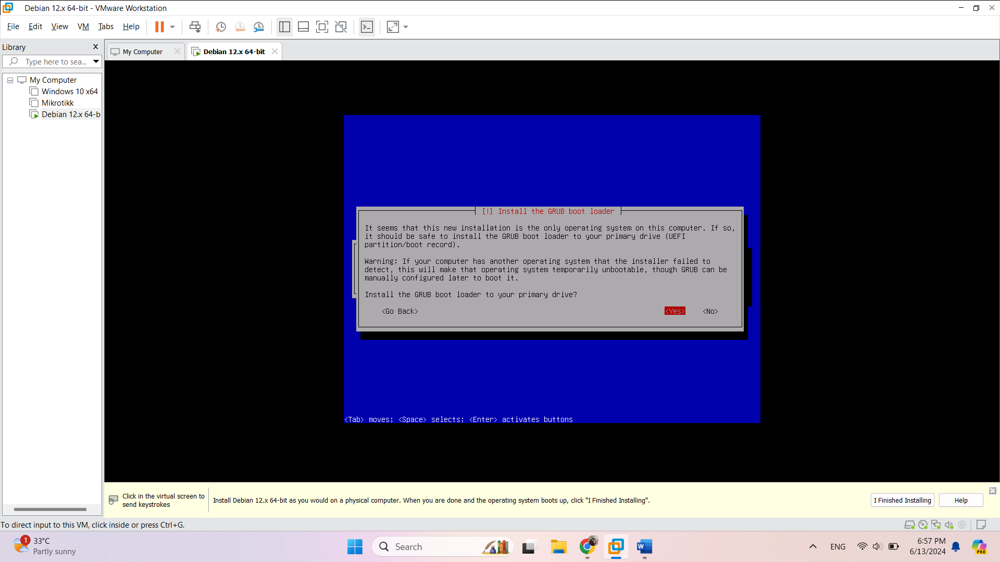 Debian 12.x 64-bit - VMware Workstation
File Edit View VM Tabs Help
Library
Type here to sea...
My Computer
Windows 10 x64
Mikrotikk
Debian 12.x 64-b
My Computer
Debian 12.x 64-bit
[!] Install the GRUB boot loader
It seems that this new installation is the only operating system on this computer. If so,
it should be safe to install the GRUB boot loader to your primary drive (UEFI
partition/boot record).
Warning: If your computer has another operating system that the installer failed to
detect, this will make that operating system temporarily unbootable, though GRUB can be
manually configured later to boot it.
Install the GRUB boot loader to your primary drive?
<Go Back> <Yes> <No>
<Tab> moves; <Space> selects; <Enter> activates buttons
Click in the virtual screen to
send keystrokes
Install Debian 12.x 64-bit as you would on a physical computer. When you are done and the operating system boots up, click "I Finished Installing".
I Finished Installing
Help
To direct input to this VM, click inside or press Ctrl+G.
1
33°C
Partly sunny
Search
W
ENG
6:57 PM
6/13/2024
PRE